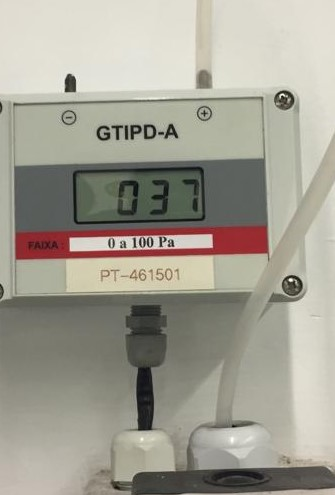 ⊖ ⊕
GTIPD-A
037
FAIXA: 0 a 100 Pa
PT-461501